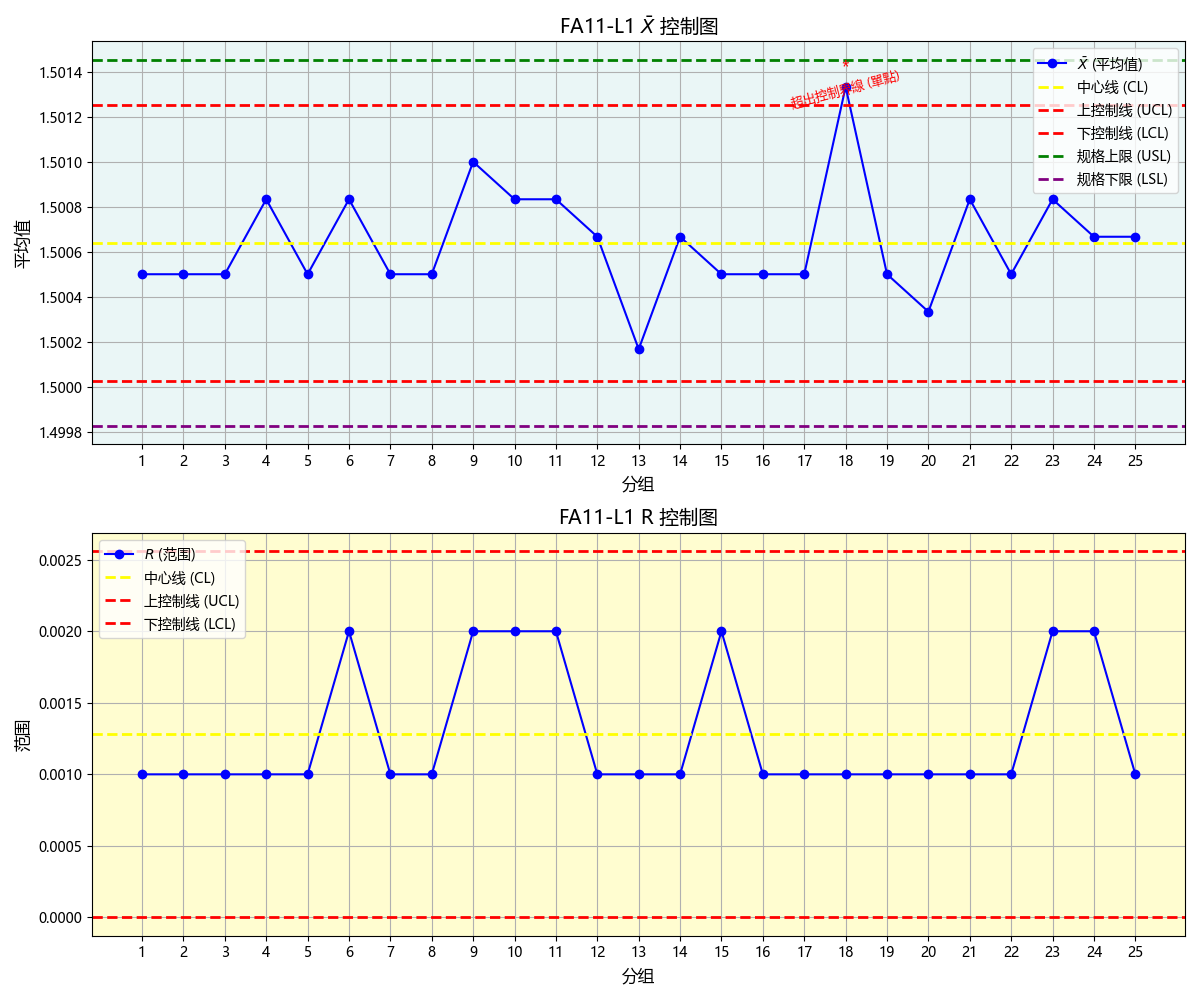 FA11-L1 X̄ 控制图
1.5014
1.5012
1.5010
1.5008
1.5006
1.5004
1.5002
1.5000
1.4998
平均值
*
超出控制界線 (單點)
X̄ (平均值)
中心线 (CL)
上控制线 (UCL)
下控制线 (LCL)
规格上限 (USL)
规格下限 (LSL)
1 2 3 4 5 6 7 8 9 10 11 12 13 14 15 16 17 18 19 20 21 22 23 24 25
分组
FA11-L1 R 控制图
0.0025
0.0020
0.0015
0.0010
0.0005
0.0000
范围
R (范围)
中心线 (CL)
上控制线 (UCL)
下控制线 (LCL)
1 2 3 4 5 6 7 8 9 10 11 12 13 14 15 16 17 18 19 20 21 22 23 24 25
分组